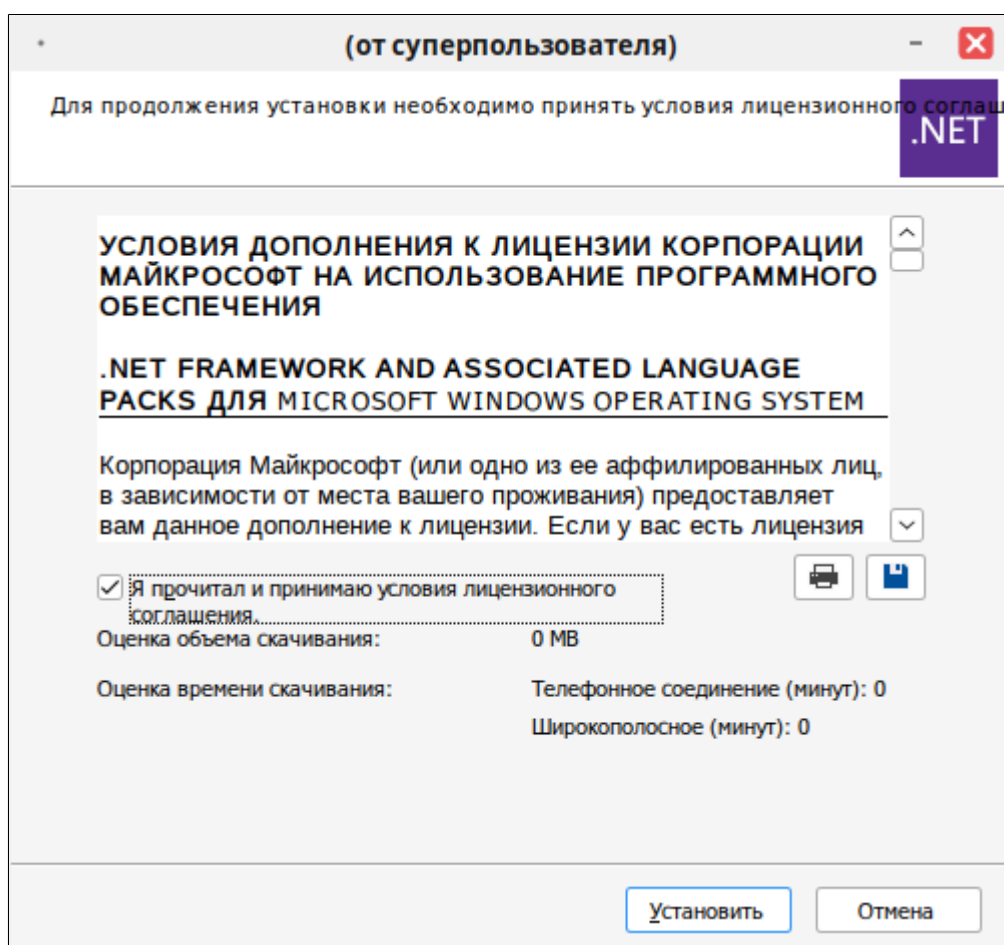 (от суперпользователя)
Для продолжения установки необходимо принять условия лицензионного соглаш
.NET
УСЛОВИЯ ДОПОЛНЕНИЯ К ЛИЦЕНЗИИ КОРПОРАЦИИ
МАЙКРОСОФТ НА ИСПОЛЬЗОВАНИЕ ПРОГРАММНОГО
ОБЕСПЕЧЕНИЯ
.NET FRAMEWORK AND ASSOCIATED LANGUAGE
PACKS ДЛЯ MICROSOFT WINDOWS OPERATING SYSTEM
Корпорация Майкрософт (или одно из ее аффилированных лиц,
в зависимости от места вашего проживания) предоставляет
вам данное дополнение к лицензии. Если у вас есть лицензия
Я прочитал и принимаю условия лицензионного
соглашения.
Оценка объема скачивания: 0 MB
Оценка времени скачивания: Телефонное соединение (минут): 0
Широкополосное (минут): 0
Установить Отмена